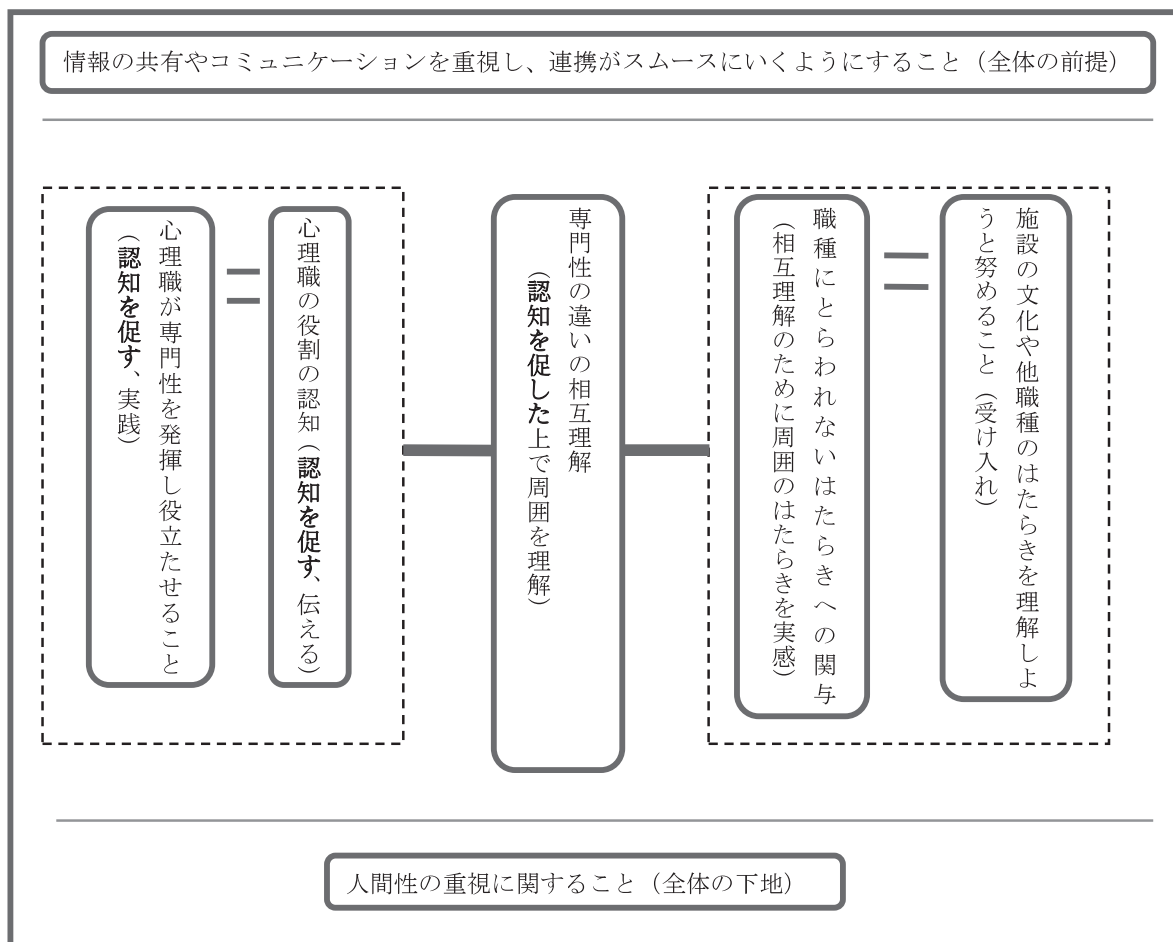 情報の共有やコミュニケーションを重視し、連携がスムースにいくようにすること（全体の前提）
施設の文化や他職種のはたらきを理解しよ
うと努めること（受け入れ）
職種にとらわれないはたらきへの関与
（相互理解のために周囲のはたらきを実感）
専門性の違いの相互理解
（認知を促した上で周囲を理解）
心理職の役割の認知（認知を促す、伝える）
心理職が専門性を発揮し役立たせること
（認知を促す、実践）
人間性の重視に関すること（全体の下地）